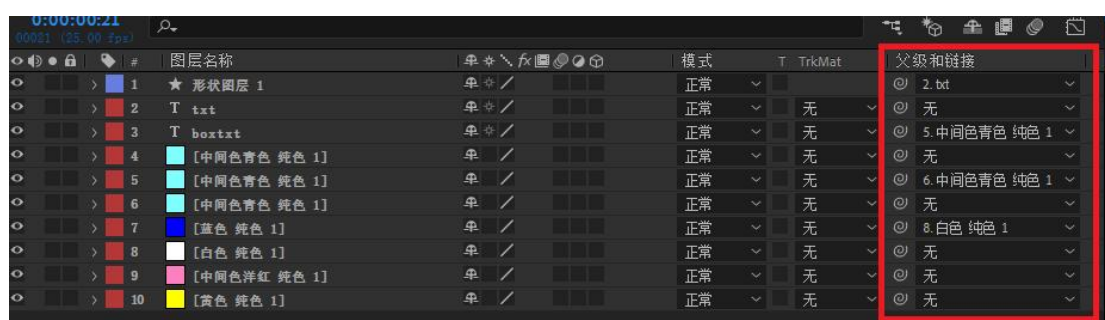 0:00:00:21
00021 (25.00 fps)
# 图层名称 fx 模式 T TrkMat 父级和链接
1 形状图层 1 正常 2. txt
2 T txt 正常 无 无
3 T boxtxt 正常 无 5. 中间色青色 纯色 1
4 [中间色青色 纯色 1] 正常 无 无
5 [中间色青色 纯色 1] 正常 无 6. 中间色青色 纯色 1
6 [中间色青色 纯色 1] 正常 无 无
7 [蓝色 纯色 1] 正常 无 8. 白色 纯色 1
8 [白色 纯色 1] 正常 无 无
9 [中间色洋红 纯色 1] 正常 无 无
10 [黄色 纯色 1] 正常 无 无